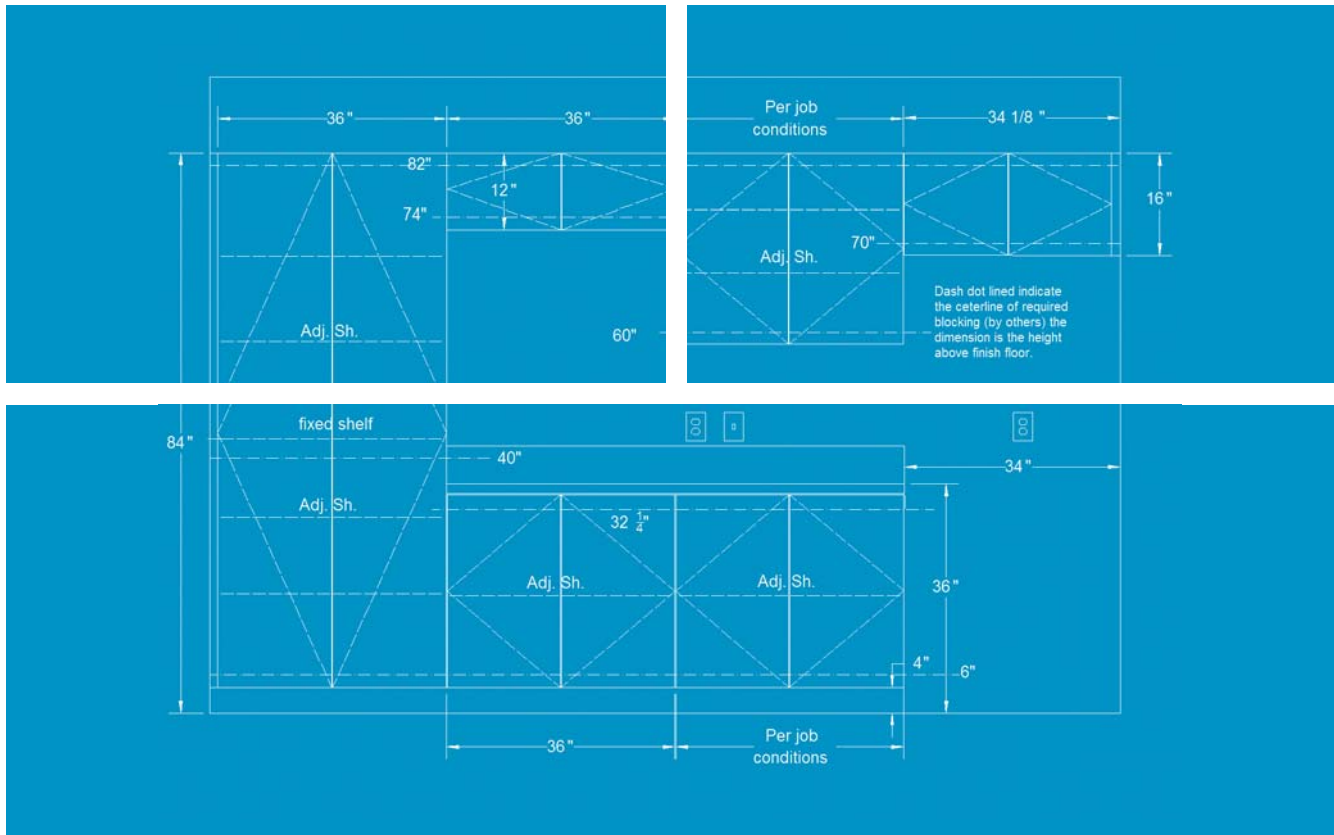 36"
36"
Per job
conditions
34 1/8 "
82"
12"
74"
16"
70"
Adj. Sh.
Adj. Sh.
60"
Dash dot lined indicate
the ceterline of required
blocking (by others) the
dimension is the height
above finish floor.
fixed shelf
84"
40"
34"
Adj. Sh.
32 1/4"
Adj. Sh.
Adj. Sh.
36"
4"
6"
36"
Per job
conditions